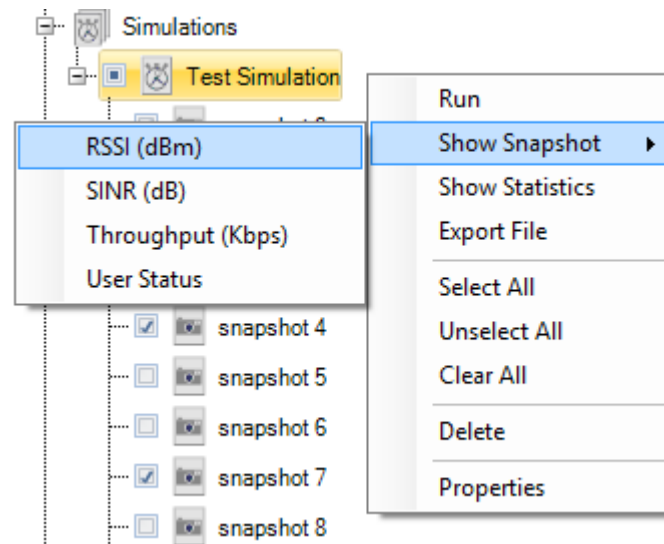 Simulations
Test Simulation
Run
Show Snapshot
Show Statistics
Export File
Select All
Unselect All
Clear All
Delete
Properties
RSSI (dBm)
SINR (dB)
Throughput (Kbps)
User Status
snapshot 4
snapshot 5
snapshot 6
snapshot 7
snapshot 8